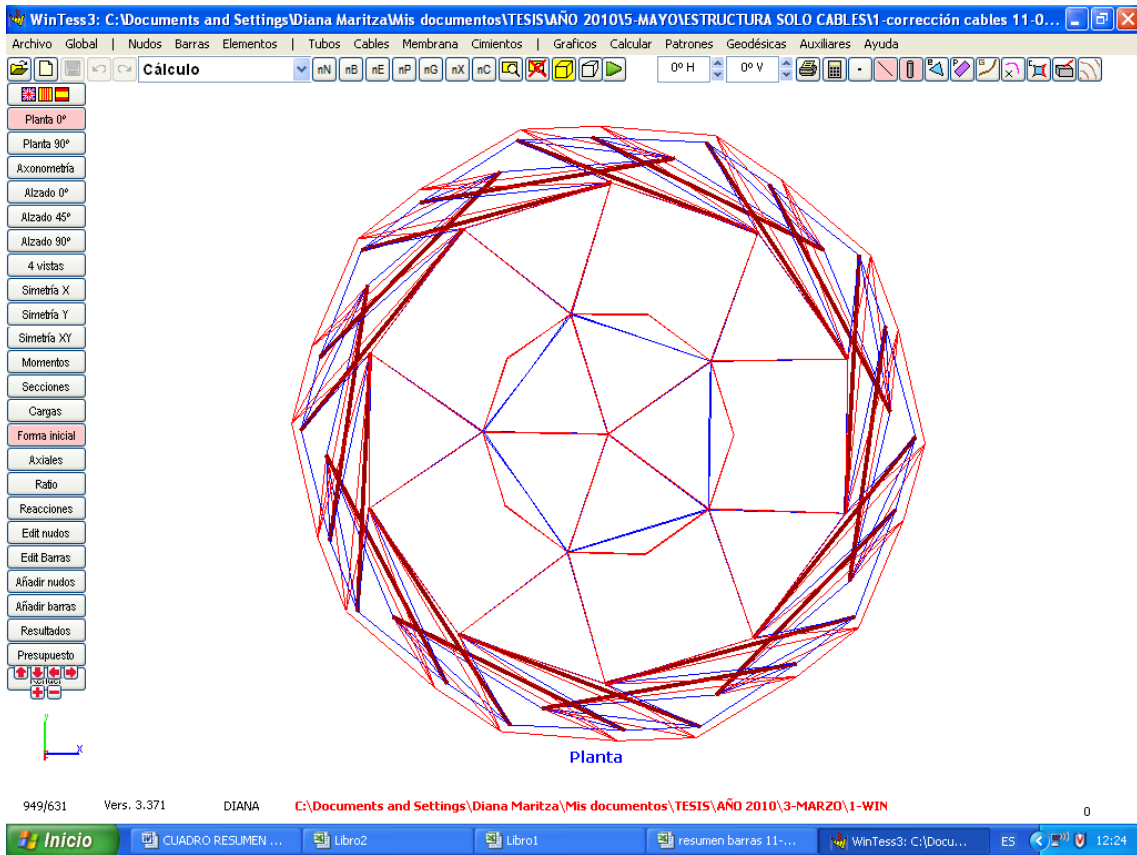 WinTess3: C:\Documents and Settings\Diana Maritza\Mis documentos\TESIS\AÑO 2010\5-MAYO\ESTRUCTURA SOLO CABLES\1-corrección cables 11-0...
Archivo Global | Nudos Barras Elementos | Tubos Cables Membrana Cimientos | Graficos Calcular Patrones Geodésicas Auxiliares Ayuda
Cálculo nN nB nE nP nG nX nC 0º H 0º V
Planta 0º
Planta 90º
Axonometría
Alzado 0º
Alzado 45º
Alzado 90º
4 vistas
Simetría X
Simetría Y
Simetría XY
Momentos
Secciones
Cargas
Forma inicial
Axiales
Ratio
Reacciones
Edit nudos
Edit Barras
Añadir nudos
Añadir barras
Resultados
Presupuesto
y
x
Planta
949/631 Vers. 3.371 DIANA C:\Documents and Settings\Diana Maritza\Mis documentos\TESIS\AÑO 2010\3-MARZO\1-WIN 0
Inicio CUADRO RESUMEN ... Libro2 Libro1 resumen barras 11-... WinTess3: C:\Docu... ES 12:24